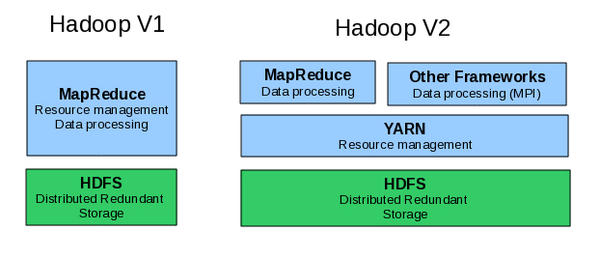 Hadoop V1
MapReduce
Resource management
Data processing
HDFS
Distributed Redundant
Storage
Hadoop V2
MapReduce
Data processing
Other Frameworks
Data processing (MPI)
YARN
Resource management
HDFS
Distributed Redundant
Storage